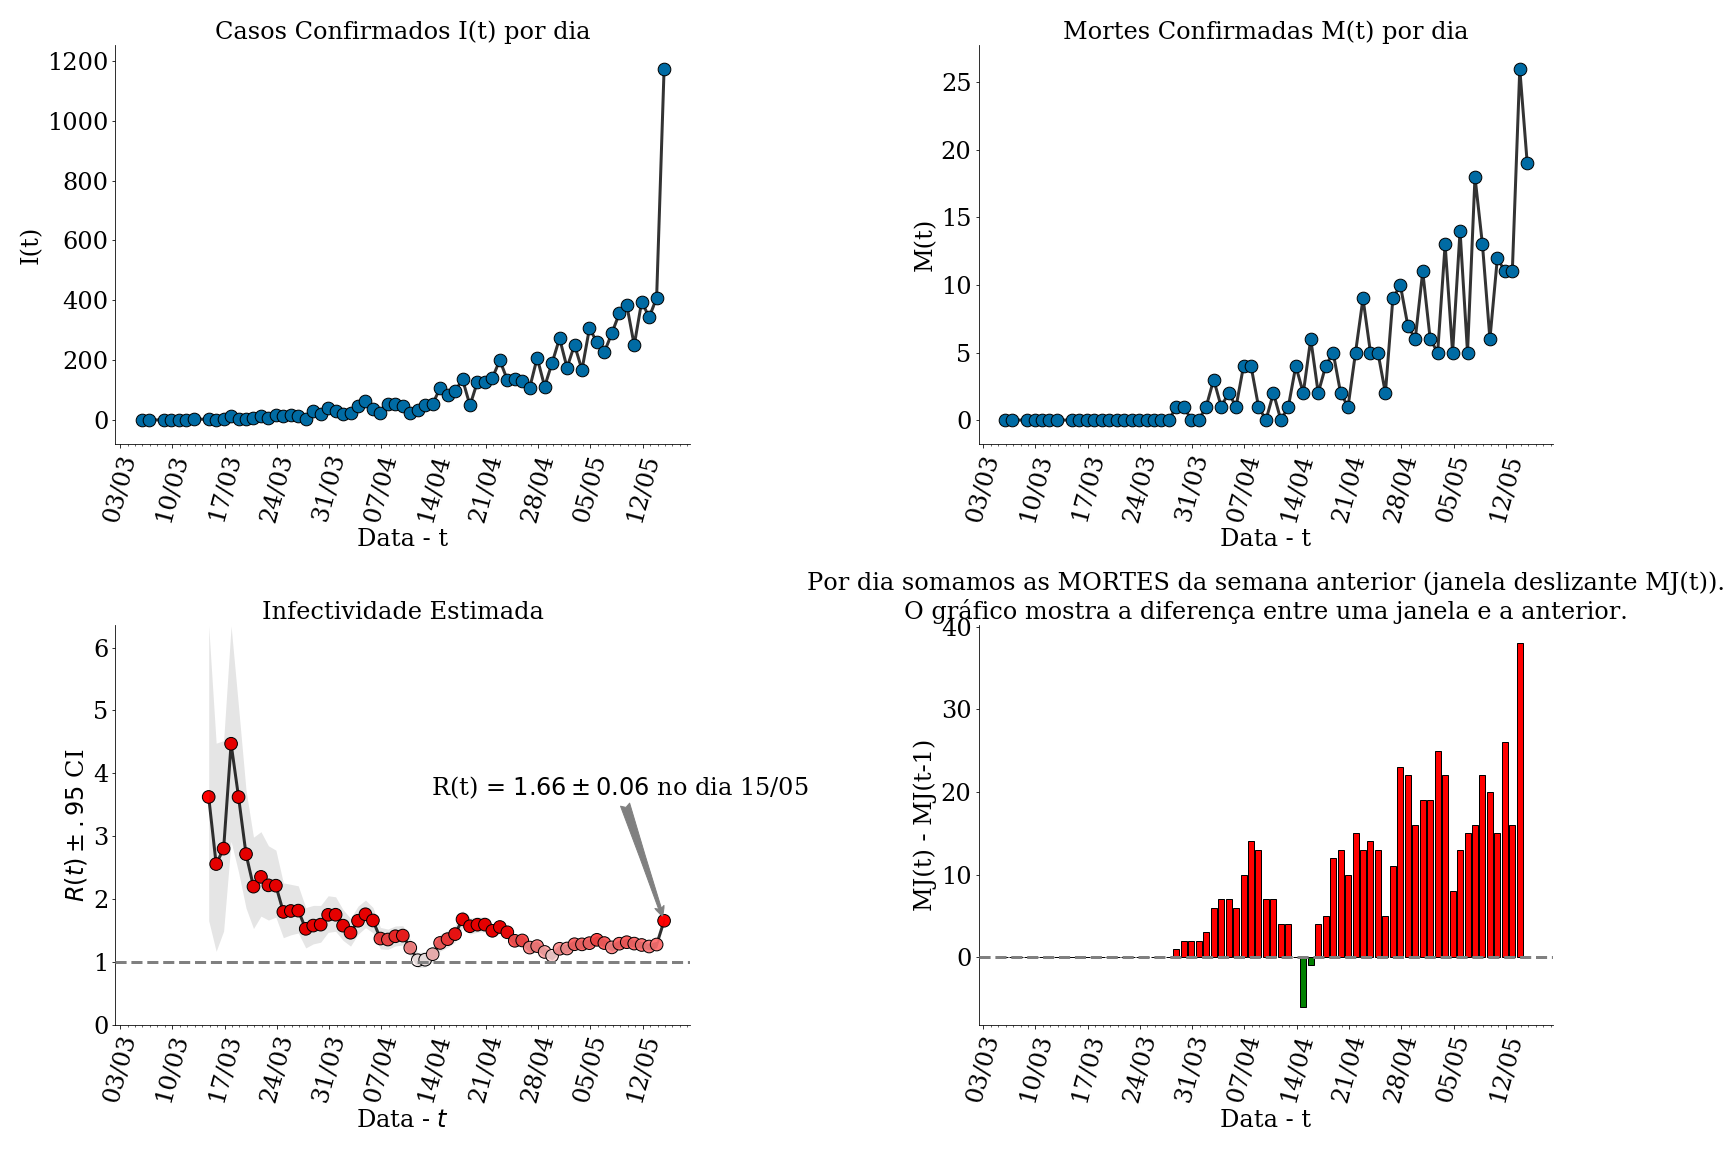 Casos Confirmados I(t) por dia
1200
1000
800
600
400
200
0
I(t)
03/03 10/03 17/03 24/03 31/03 07/04 14/04 21/04 28/04 05/05 12/05
Data - t
Mortes Confirmadas M(t) por dia
25
20
15
10
5
0
M(t)
03/03 10/03 17/03 24/03 31/03 07/04 14/04 21/04 28/04 05/05 12/05
Data - t
Infectividade Estimada
6
5
4
3
2
1
0
R(t) ± .95 CI
R(t) = 1.66 ± 0.06 no dia 15/05
03/03 10/03 17/03 24/03 31/03 07/04 14/04 21/04 28/04 05/05 12/05
Data - t
Por dia somamos as MORTES da semana anterior (janela deslizante MJ(t)).
O gráfico mostra a diferença entre uma janela e a anterior.
40
30
20
10
0
MJ(t) - MJ(t-1)
03/03 10/03 17/03 24/03 31/03 07/04 14/04 21/04 28/04 05/05 12/05
Data - t